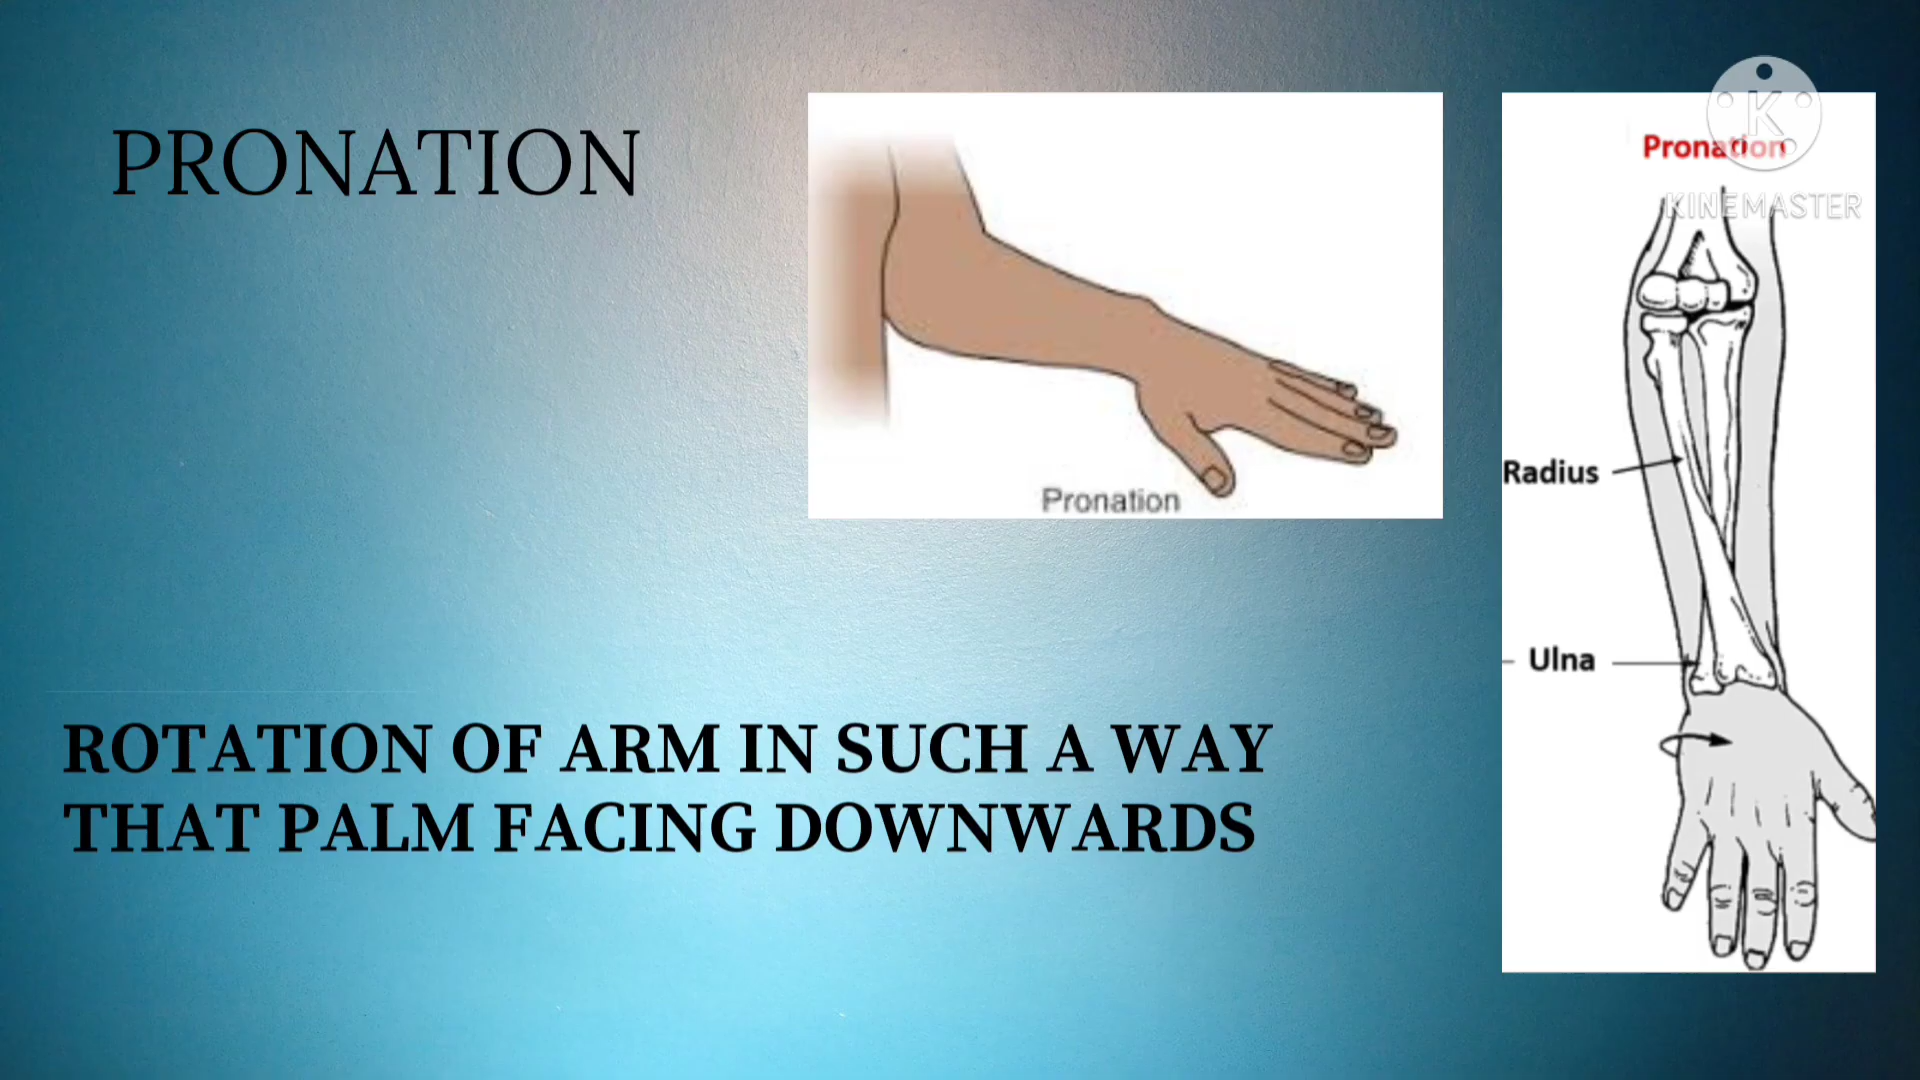 PRONATION
Pronation
Pronation
K
KINEMASTER
Radius
Ulna
ROTATION OF ARM IN SUCH A WAY
THAT PALM FACING DOWNWARDS